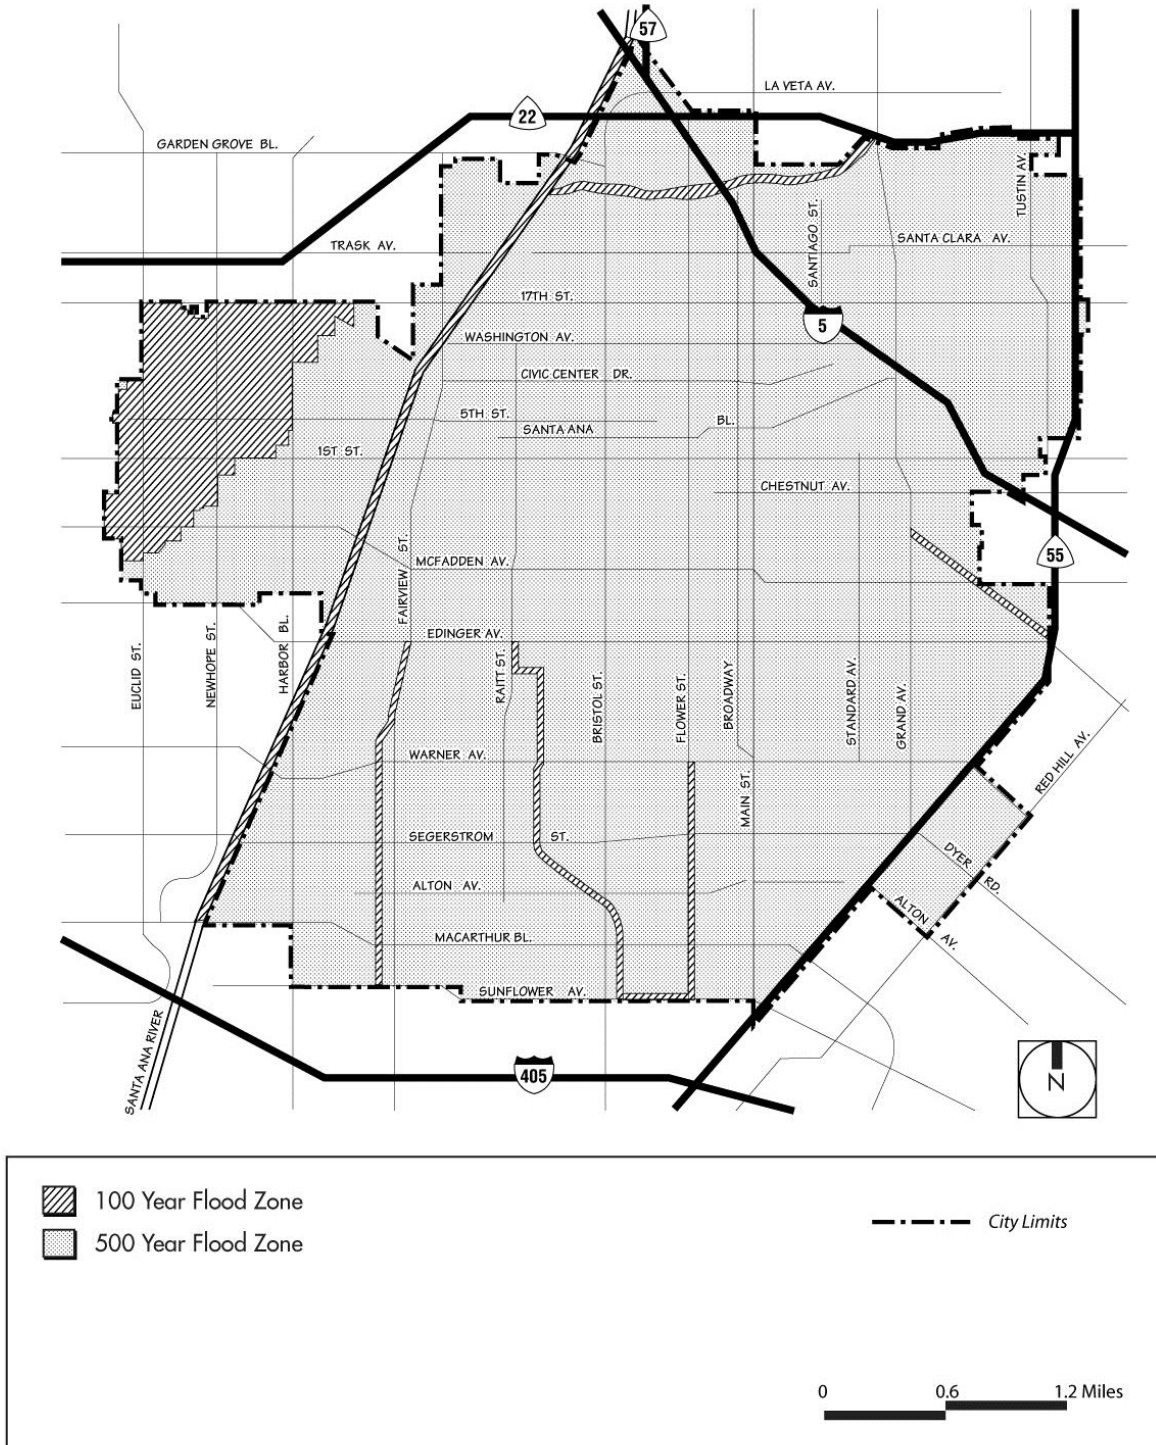 57
LA VETA AV.
22
GARDEN GROVE BL.
TUSTIN AV.
SANTIAGO ST.
SANTA CLARA AV.
TRASK AV.
17TH ST.
5
WASHINGTON AV.
CIVIC CENTER DR.
5TH ST.
SANTA ANA BL.
1ST ST.
CHESTNUT AV.
55
FAIRVIEW ST.
MCFADDEN AV.
EDINGER AV.
EUCLID ST.
NEWHOPE ST.
HARBOR BL.
RAITT ST.
BRISTOL ST.
FLOWER ST.
BROADWAY
STANDARD AV.
GRAND AV.
RED HILL AV.
WARNER AV.
MAIN ST.
SEGERSTROM ST.
DYER RD.
ALTON AV.
ALTON AV.
MACARTHUR BL.
SUNFLOWER AV.
SANTA ANA RIVER
405
N
100 Year Flood Zone
500 Year Flood Zone
City Limits
0 0.6 1.2 Miles